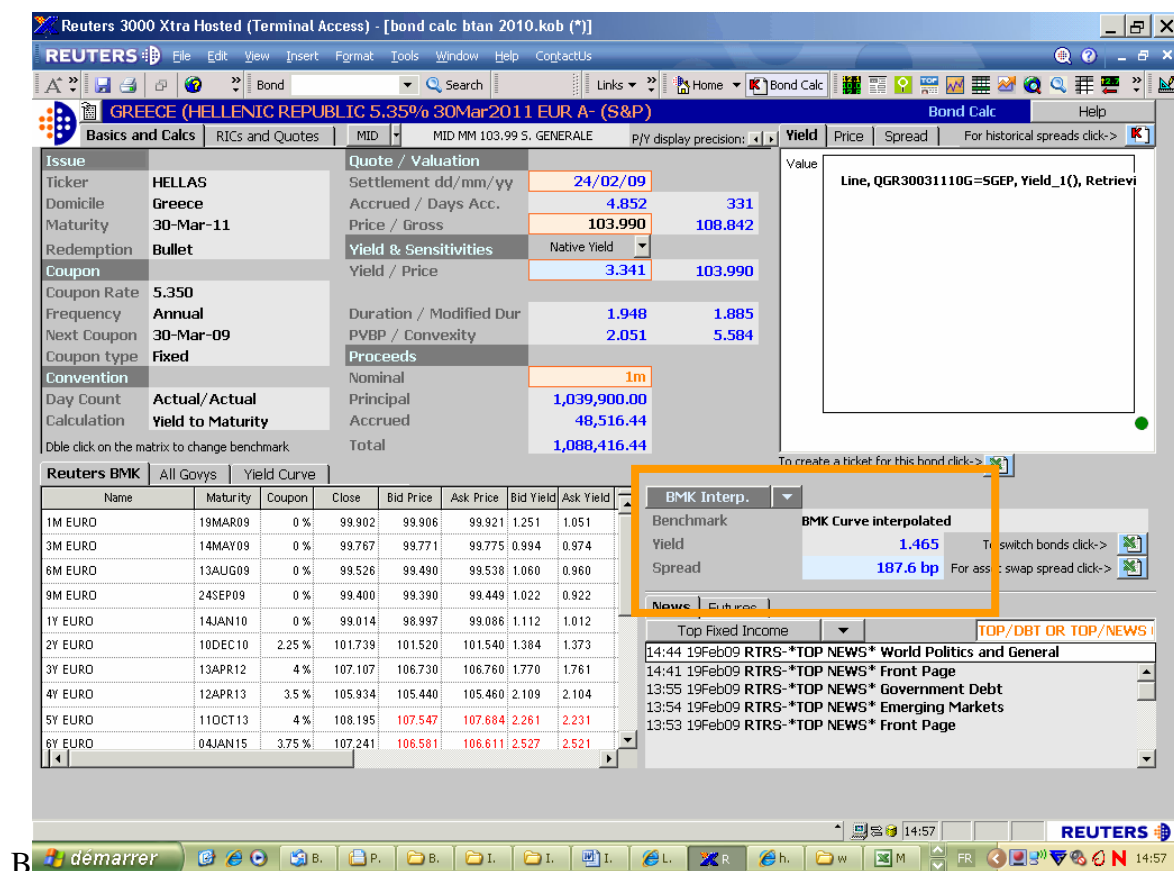 Reuters 3000 Xtra Hosted (Terminal Access) - [bond calc btan 2010.kob (*)]
REUTERS File Edit View Insert Format Tools Window Help ContactUs
Bond Search Links Home Bond Calc
GREECE (HELLENIC REPUBLIC 5.35% 30Mar2011 EUR A- (S&P) Bond Calc Help
Basics and Calcs RICs and Quotes MID MID MM 103.99 S. GENERALE P/Y display precision: Yield Price Spread For historical spreads click->
Issue Quote / Valuation Value
Ticker HELLAS Settlement dd/mm/yy 24/02/09 Line, QGR30031110G=SGEP, Yield_1(), Retrievi
Domicile Greece Accrued / Days Acc. 4.852 331
Maturity 30-Mar-11 Price / Gross 103.990 108.842
Redemption Bullet Yield & Sensitivities Native Yield
Coupon Yield / Price 3.341 103.990
Coupon Rate 5.350
Frequency Annual Duration / Modified Dur 1.948 1.885
Next Coupon 30-Mar-09 PVBP / Convexity 2.051 5.584
Coupon type Fixed Proceeds
Convention Nominal 1m
Day Count Actual/Actual Principal 1,039,900.00
Calculation Yield to Maturity Accrued 48,516.44
Dble click on the matrix to change benchmark Total 1,088,416.44
To create a ticket for this bond click->
Reuters BMK All Govys Yield Curve
Name Maturity Coupon Close Bid Price Ask Price Bid Yield Ask Yield
1M EURO 19MAR09 0 % 99.902 99.906 99.921 1.251 1.051
3M EURO 14MAY09 0 % 99.767 99.771 99.775 0.994 0.974
6M EURO 13AUG09 0 % 99.526 99.490 99.538 1.060 0.960
9M EURO 24SEP09 0 % 99.400 99.390 99.449 1.022 0.922
1Y EURO 14JAN10 0 % 99.014 98.997 99.086 1.112 1.012
2Y EURO 10DEC10 2.25 % 101.739 101.520 101.540 1.384 1.373
3Y EURO 13APR12 4 % 107.107 106.730 106.760 1.770 1.761
4Y EURO 12APR13 3.5 % 105.934 105.440 105.460 2.109 2.104
5Y EURO 11OCT13 4 % 108.195 107.547 107.684 2.261 2.231
6Y EURO 04JAN15 3.75 % 107.241 106.581 106.611 2.527 2.521
BMK Interp.
Benchmark BMK Curve interpolated
Yield 1.465 To switch bonds click->
Spread 187.6 bp For asset swap spread click->
News Futures
Top Fixed Income TOP/DBT OR TOP/NEWS
14:44 19Feb09 RTRS-*TOP NEWS* World Politics and General
14:41 19Feb09 RTRS-*TOP NEWS* Front Page
13:55 19Feb09 RTRS-*TOP NEWS* Government Debt
13:54 19Feb09 RTRS-*TOP NEWS* Emerging Markets
13:53 19Feb09 RTRS-*TOP NEWS* Front Page
14:57 REUTERS
B démarrer B. P. B. I. I. I. L. R h. w M FR 14:57